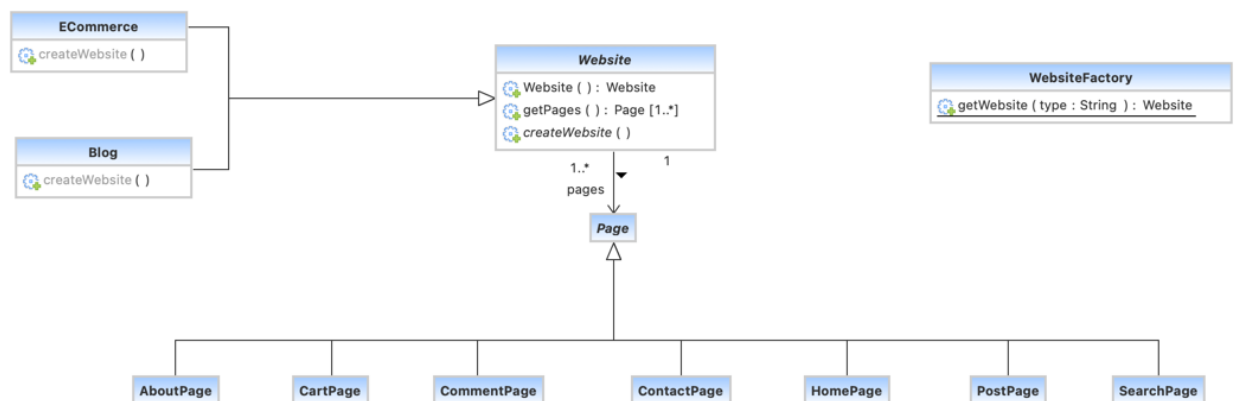 ECommerce
createWebsite ( )
Blog
createWebsite ( )
Website
Website ( ) : Website
getPages ( ) : Page [1..*]
createWebsite ( )
WebsiteFactory
getWebsite ( type : String ) : Website
1..*
1
pages
Page
AboutPage
CartPage
CommentPage
ContactPage
HomePage
PostPage
SearchPage